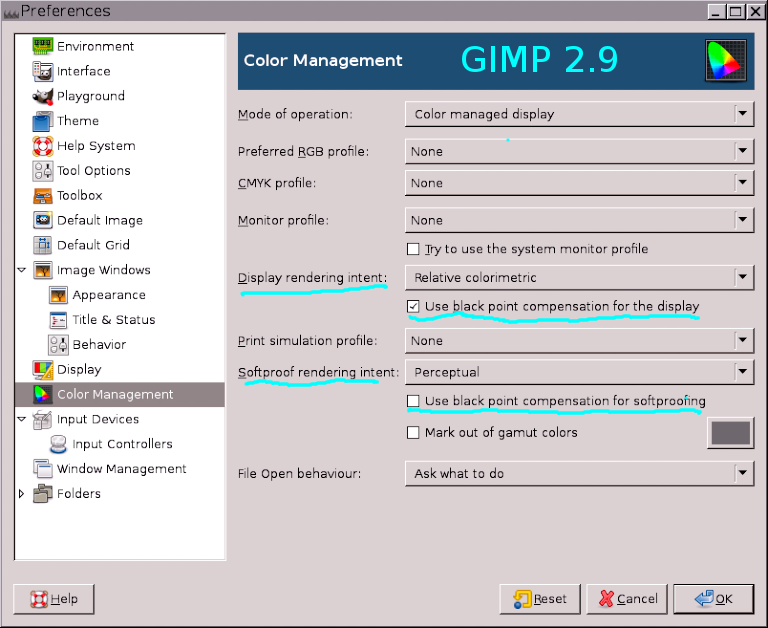 Preferences
Environment
Interface
Playground
Theme
Help System
Tool Options
Toolbox
Default Image
Default Grid
Image Windows
Appearance
Title & Status
Behavior
Display
Color Management
Input Devices
Input Controllers
Window Management
Folders
Color Management GIMP 2.9
Mode of operation: Color managed display
Preferred RGB profile: None
CMYK profile: None
Monitor profile: None
Try to use the system monitor profile
Display rendering intent: Relative colorimetric
Use black point compensation for the display
Print simulation profile: None
Softproof rendering intent: Perceptual
Use black point compensation for softproofing
Mark out of gamut colors
File Open behaviour: Ask what to do
Help Reset Cancel OK